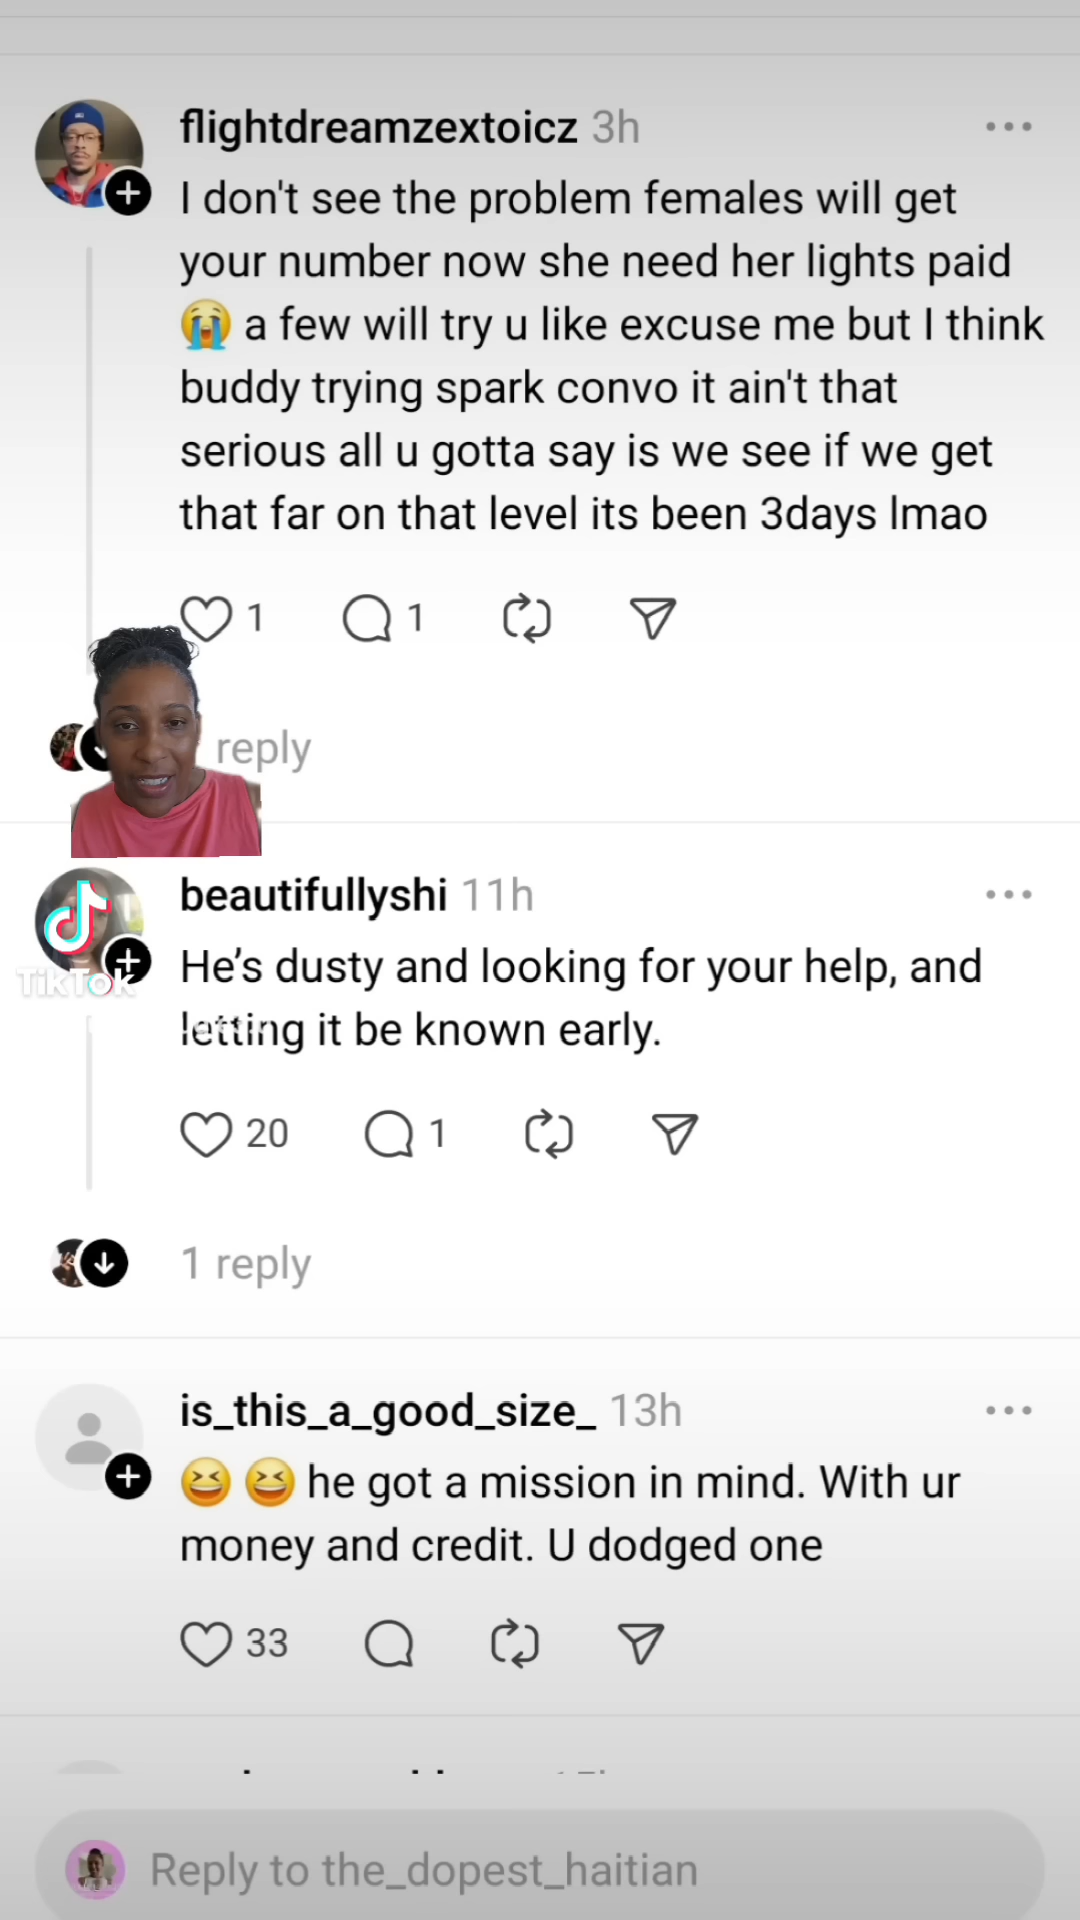 flightdreamzextoicz 3h
I don't see the problem females will get
your number now she need her lights paid
😭 a few will try u like excuse me but I think
buddy trying spark convo it ain't that
serious all u gotta say is we see if we get
that far on that level its been 3days lmao
1 1
reply
beautifullyshi 11h
He’s dusty and looking for your help, and
TikTok
letting it be known early.
20 1
1 reply
is_this_a_good_size_ 13h
😆 😆 he got a mission in mind. With ur
money and credit. U dodged one
33
Reply to the_dopest_haitian